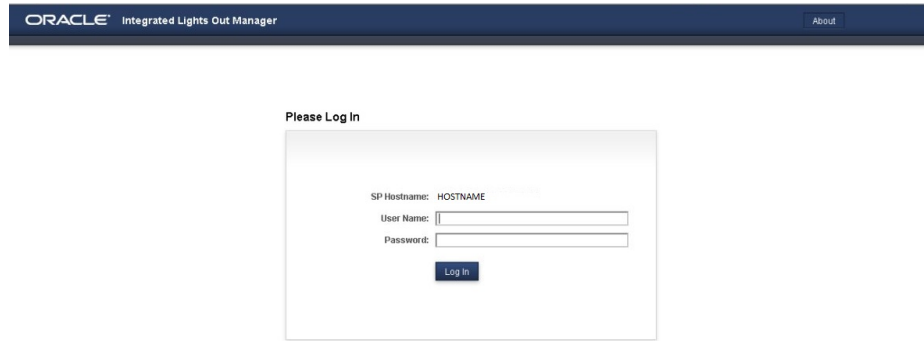 ORACLE® Integrated Lights Out Manager About
Please Log In
SP Hostname: HOSTNAME
User Name:
Password:
Log In